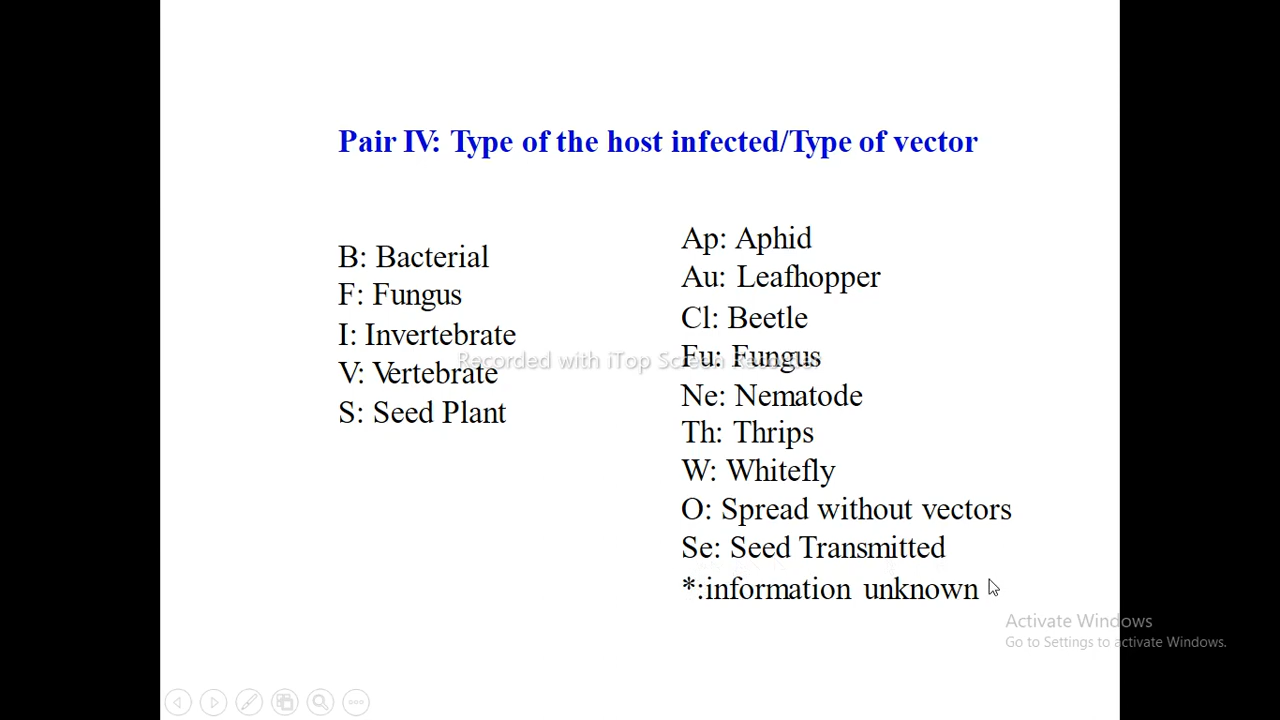 Pair IV: Type of the host infected/Type of vector
B: Bacterial
F: Fungus
I: Invertebrate
V: Vertebrate
S: Seed Plant
Ap: Aphid
Au: Leafhopper
Cl: Beetle
Fu: Fungus
Ne: Nematode
Th: Thrips
W: Whitefly
O: Spread without vectors
Se: Seed Transmitted
*:information unknown
Recorded with iTop Screen Recorder
Activate Windows
Go to Settings to activate Windows.